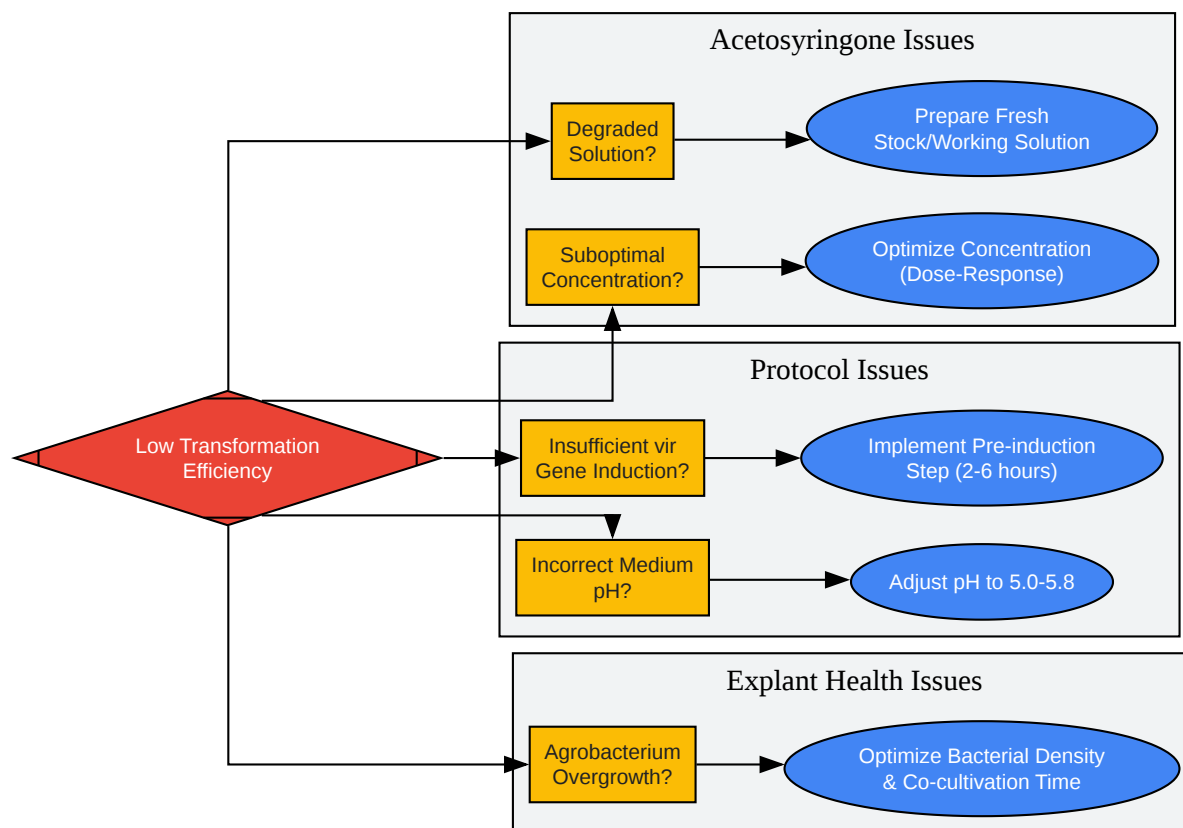 Acetosyringone Issues
Degraded
Solution?
Prepare Fresh
Stock/Working Solution
Suboptimal
Concentration?
Optimize Concentration
(Dose-Response)
Protocol Issues
Low Transformation
Efficiency
Insufficient vir
Gene Induction?
Implement Pre-induction
Step (2-6 hours)
Incorrect Medium
pH?
Adjust pH to 5.0-5.8
Explant Health Issues
Agrobacterium
Overgrowth?
Optimize Bacterial Density
& Co-cultivation Time